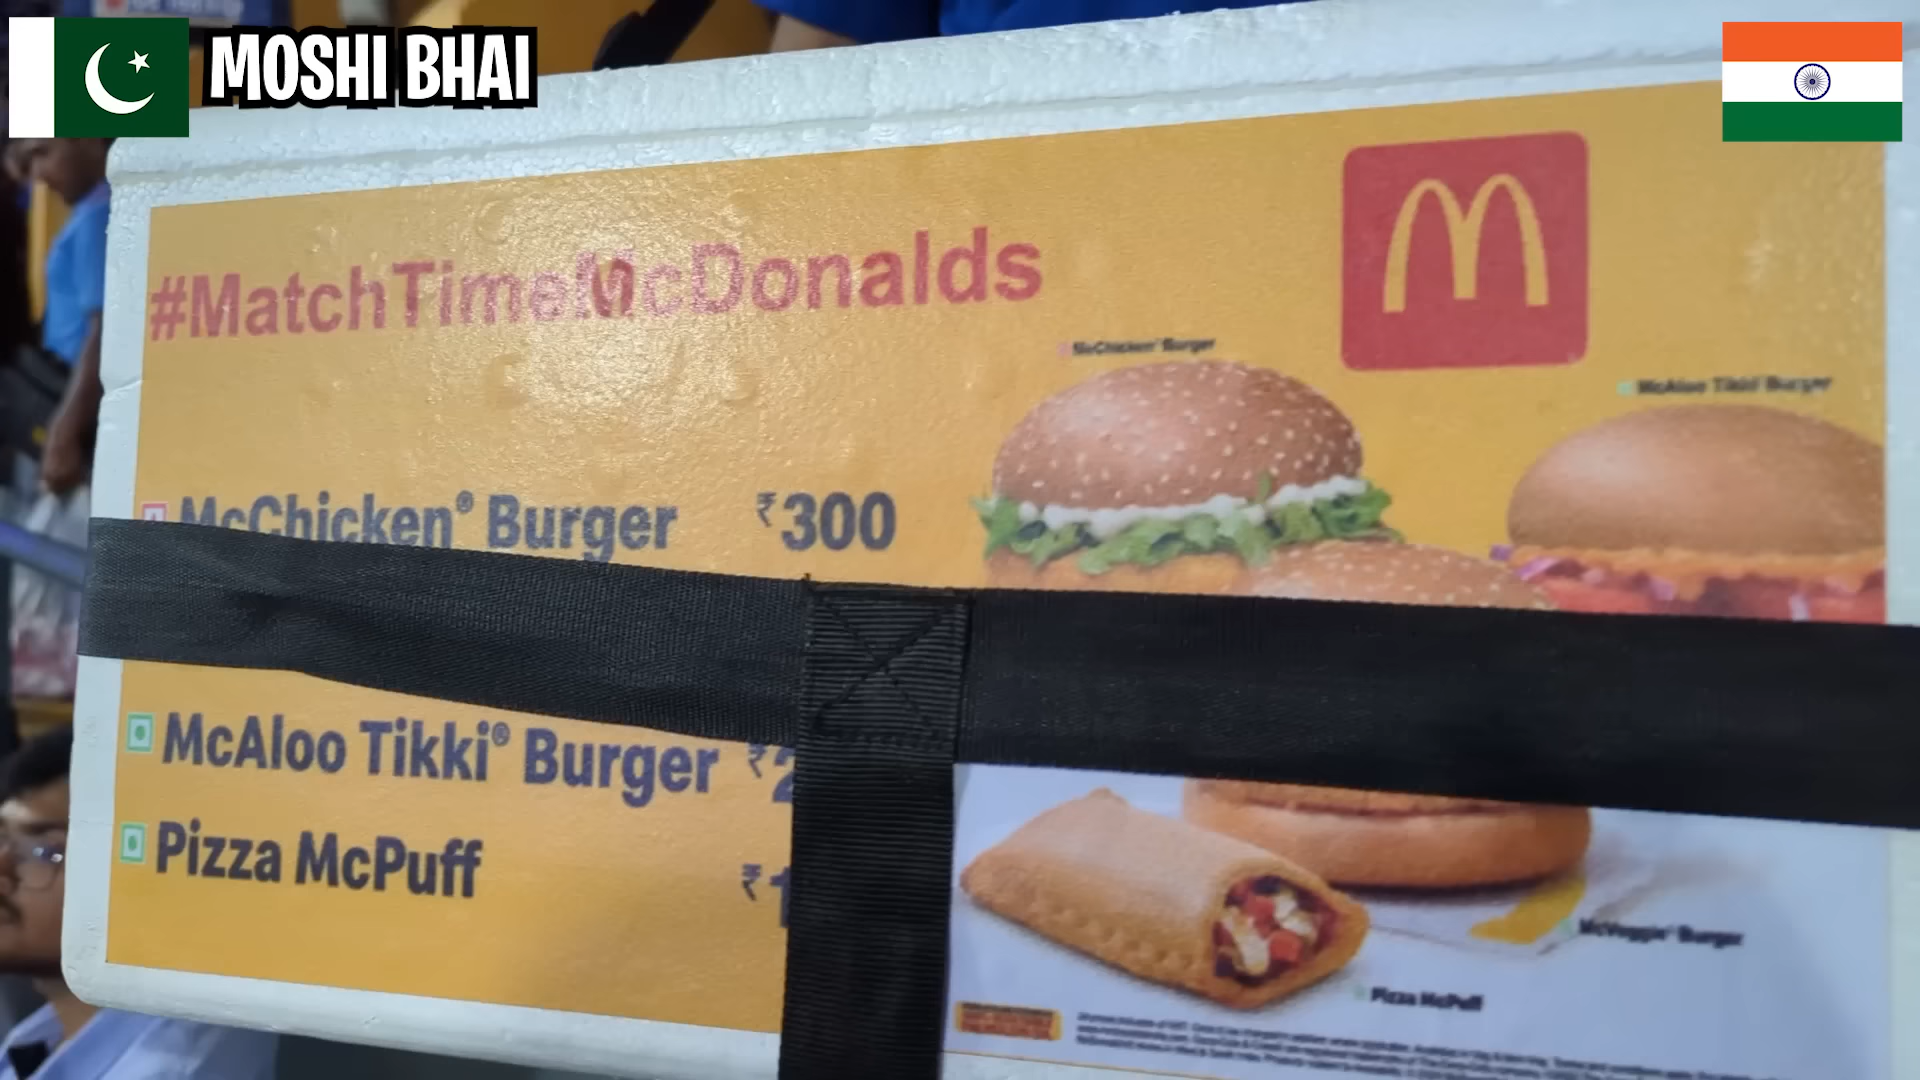 MOSHI BHAI
#MatchTimeMcDonalds
McChicken® Burger
McAloo Tikki® Burger
McChicken® Burger ₹300
McAloo Tikki® Burger ₹2
Pizza McPuff ₹1
McVeggie® Burger
Pizza McPuff